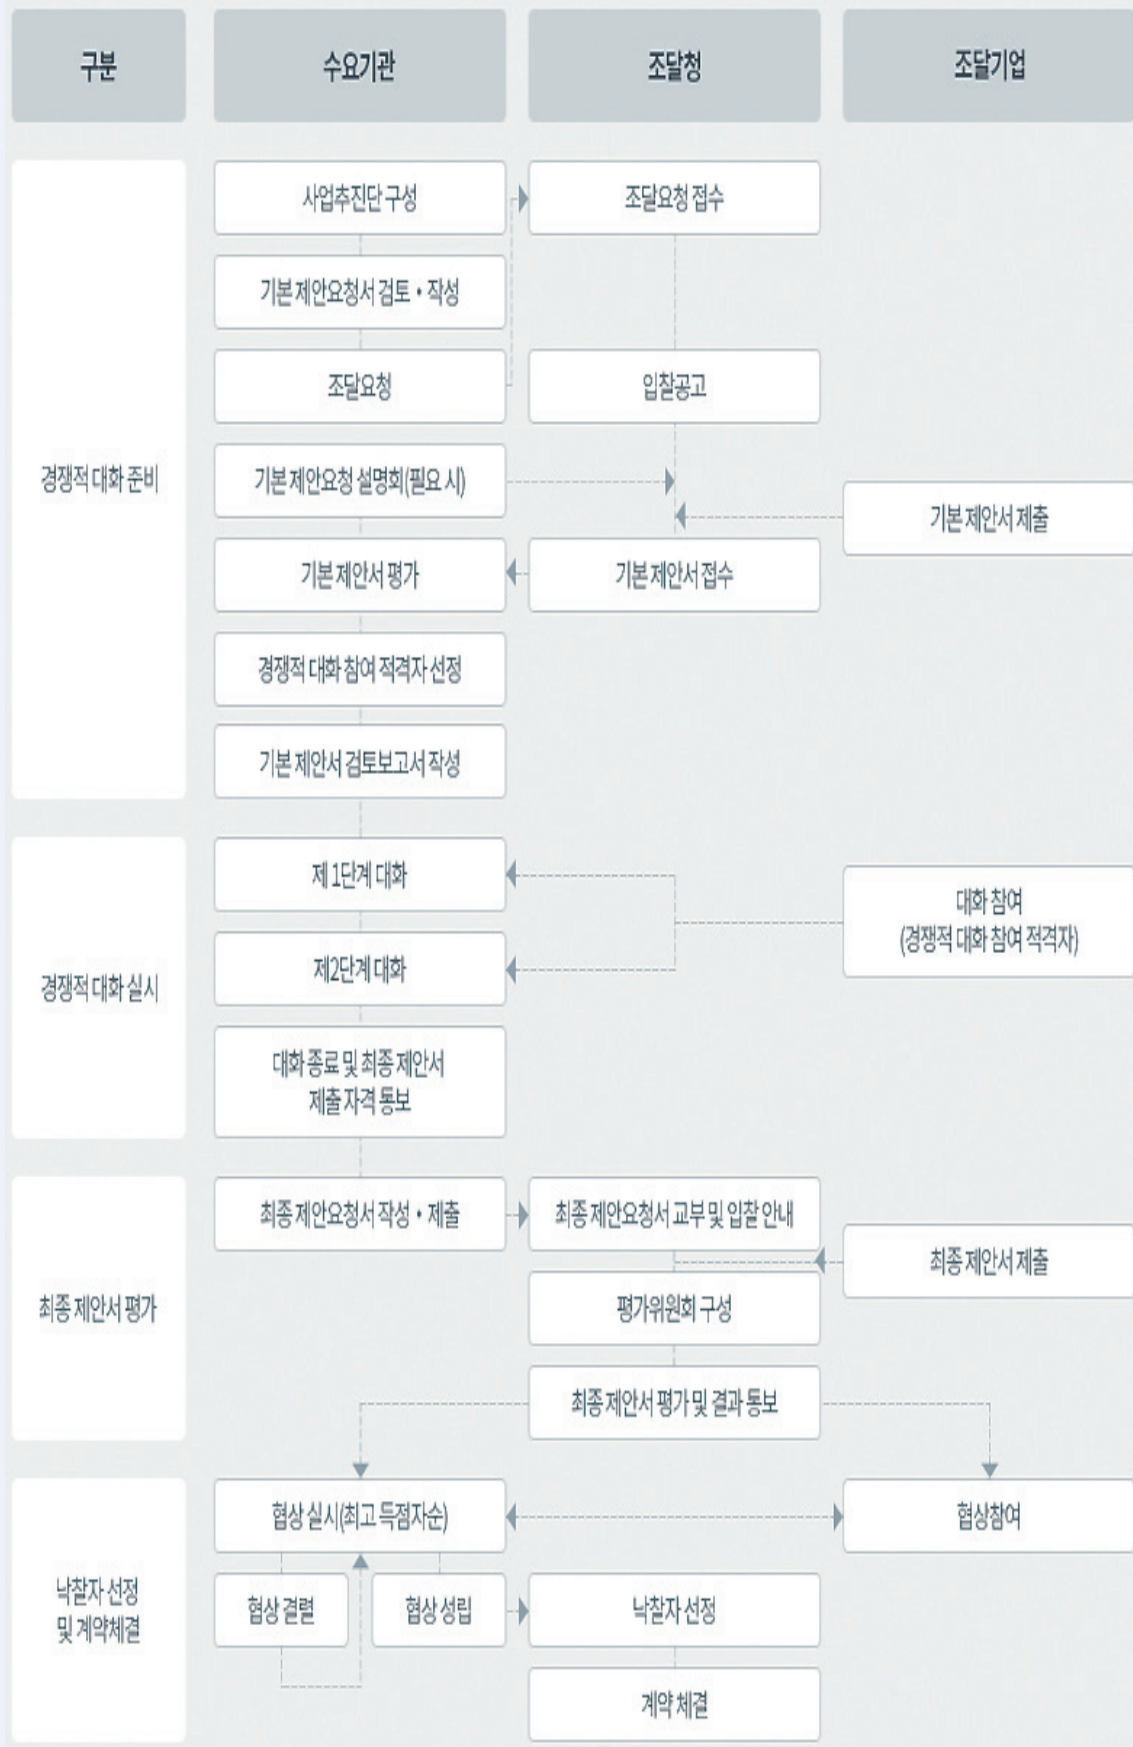 구분
수요기관
조달청
조달기업
경쟁적 대화 준비
사업추진단 구성
조달요청 접수
기본 제안요청서 검토 • 작성
조달요청
입찰공고
기본 제안요청 설명회(필요 시)
기본 제안서 제출
기본 제안서 평가
기본 제안서 접수
경쟁적 대화 참여 적격자 선정
기본 제안서 검토보고서 작성
경쟁적 대화 실시
제 1단계 대화
대화 참여
(경쟁적 대화 참여 적격자)
제2단계 대화
대화 종료 및 최종 제안서
제출 자격 통보
최종 제안서 평가
최종 제안요청서 작성 • 제출
최종 제안요청서 교부 및 입찰 안내
최종 제안서 제출
평가위원회 구성
최종 제안서 평가 및 결과 통보
낙찰자 선정
및 계약체결
협상 실시(최고 득점자순)
협상참여
협상 결렬
협상 성립
낙찰자 선정
계약 체결